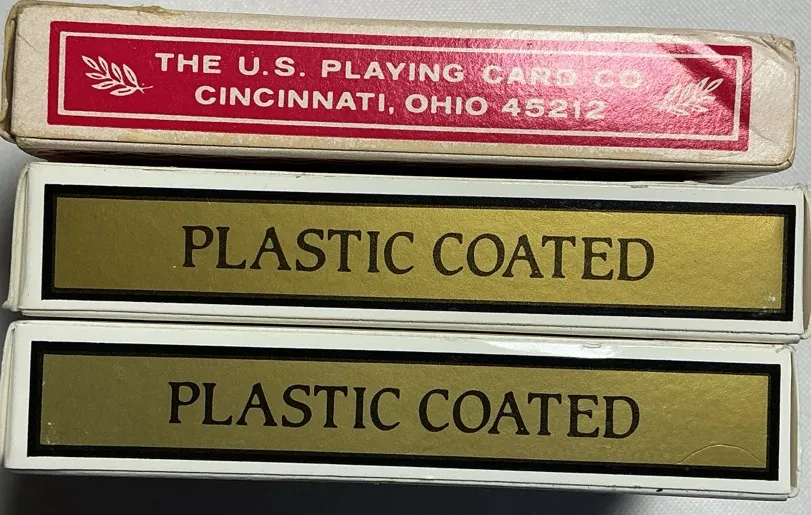 THE U.S. PLAYING CARD CO.
CINCINNATI, OHIO 45212
PLASTIC COATED
PLASTIC COATED